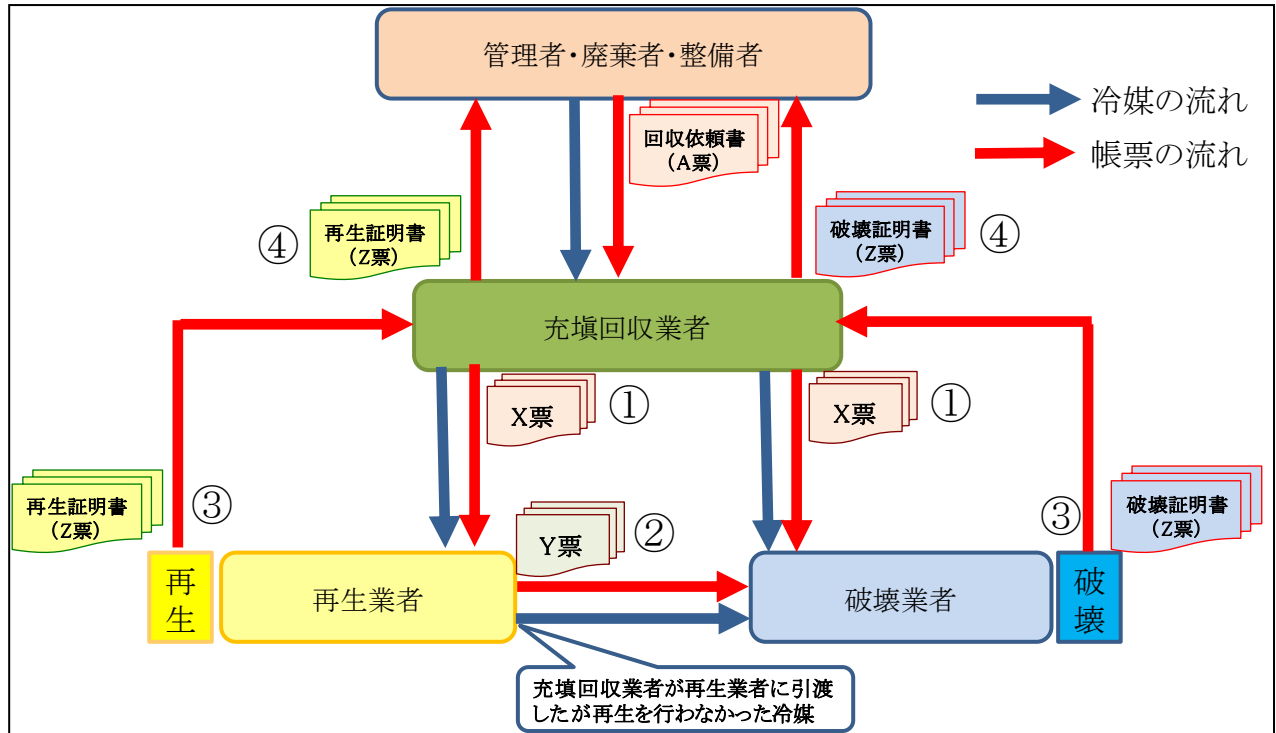 管理者・廃棄者・整備者
冷媒の流れ
帳票の流れ
回収依頼書
(A票)
④
再生証明書
(Z票)
破壊証明書
(Z票)
④
充塡回収業者
X票
①
X票
①
再生証明書
(Z票)
③
Y票
②
③
破壊証明書
(Z票)
再生
再生業者
破壊業者
破壊
充填回収業者が再生業者に引渡
したが再生を行わなかった冷媒